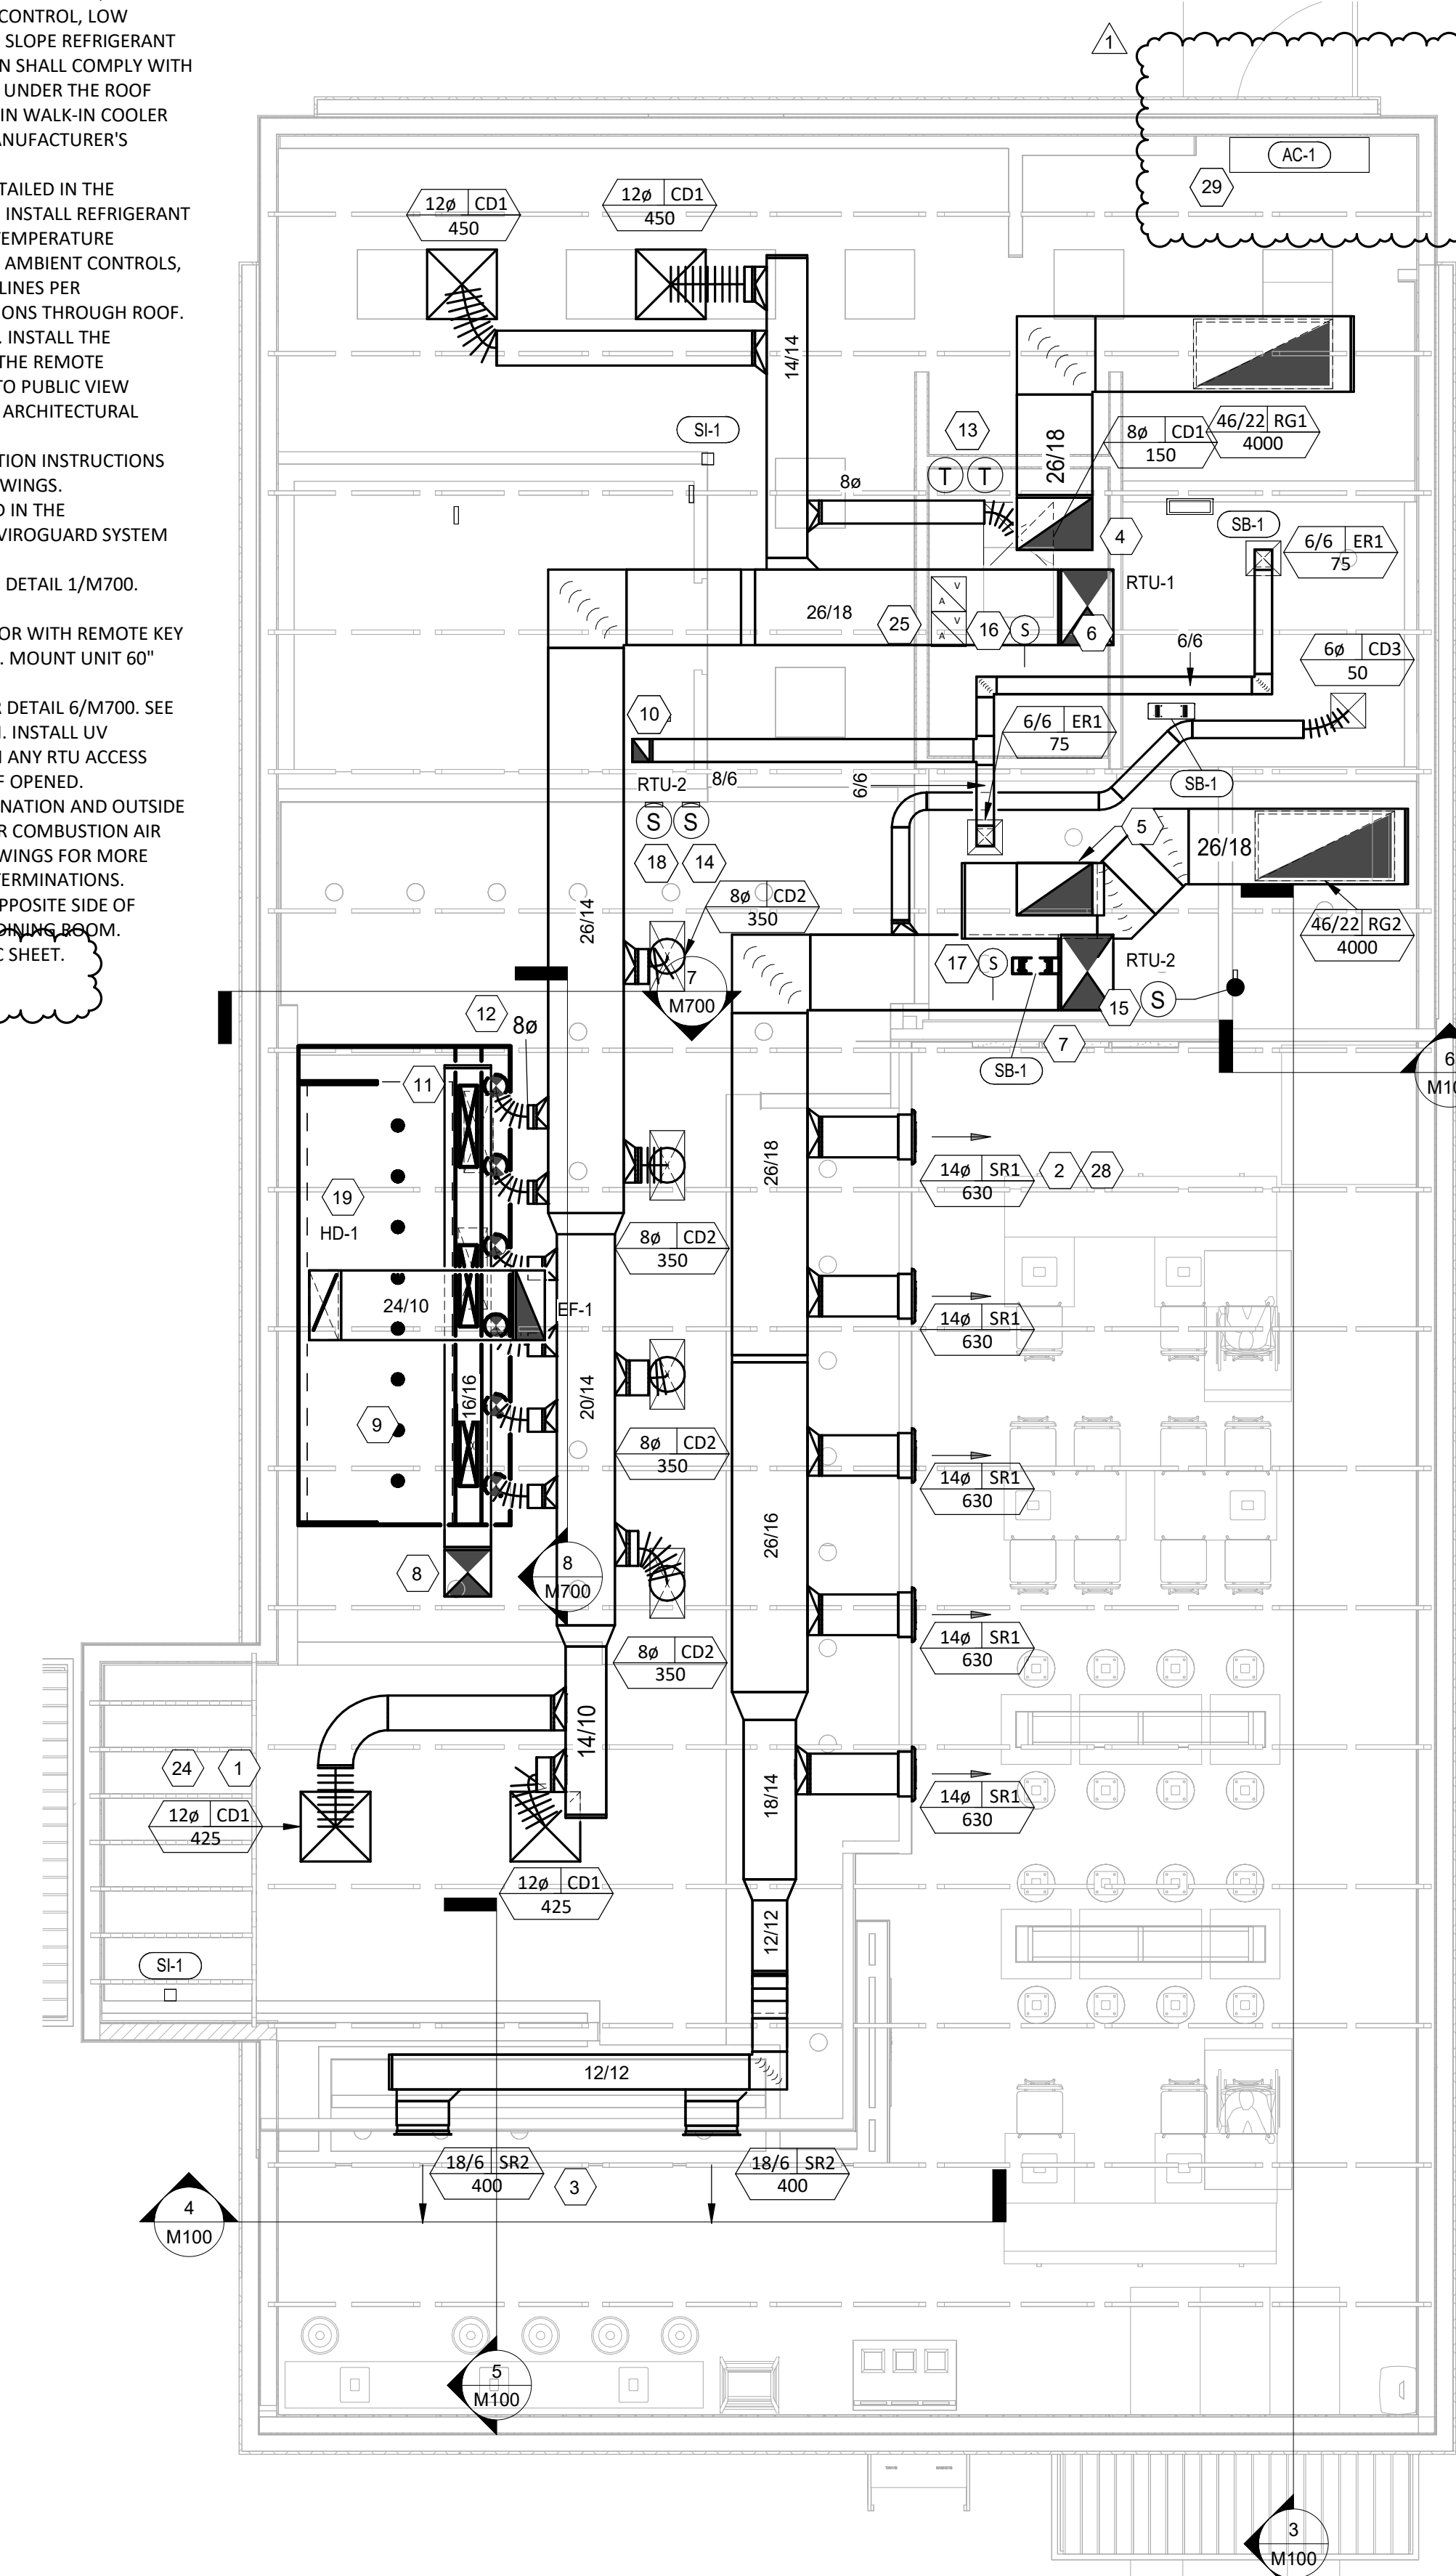 CONTROL, LOW
SLOPE REFRIGERANT
N SHALL COMPLY WITH
UNDER THE ROOF
IN WALK-IN COOLER
ANUFACTURER'S
TAILED IN THE
INSTALL REFRIGERANT
TEMPERATURE
AMBIENT CONTROLS,
LINES PER
IONS THROUGH ROOF.
. INSTALL THE
THE REMOTE
TO PUBLIC VIEW
ARCHITECTURAL
TION INSTRUCTIONS
WINGS.
D IN THE
VIROGUARD SYSTEM
DETAIL 1/M700.
OR WITH REMOTE KEY
. MOUNT UNIT 60"
R DETAIL 6/M700. SEE
. INSTALL UV
N ANY RTU ACCESS
F OPENED.
NATION AND OUTSIDE
R COMBUSTION AIR
WINGS FOR MORE
TERMINATIONS.
PPOSITE SIDE OF
DINING ROOM.
C SHEET.
1
AC-1
29
12ø CD1
450
12ø CD1
450
14/14
SI-1
13
T T
8ø
26/18
8ø CD1
150
46/22 RG1
4000
4
SB-1
6/6 ER1
75
RTU-1
26/18
V
A
V
A
25
16
S
6
6/6
6ø CD3
50
10
6/6 ER1
75
8/6
6/6
SB-1
RTU-2
S S
18
14
5
26/18
46/22 RG2
4000
8ø CD2
350
26/14
7
M700
17
S
RTU-2
15
S
7
SB-1
12
8ø
11
6
M10
19
HD-1
26/18
14ø SR1
630
2
28
8ø CD2
350
24/10
EF-1
14ø SR1
630
16/16
20/14
9
8ø CD2
350
14ø SR1
630
26/16
8
8
M700
8ø CD2
350
14ø SR1
630
14/10
24
1
18/14
14ø SR1
630
12ø CD1
425
12ø CD1
425
12/12
SI-1
12/12
18/6 SR2
400
3
18/6 SR2
400
4
M100
5
M100
3
M100